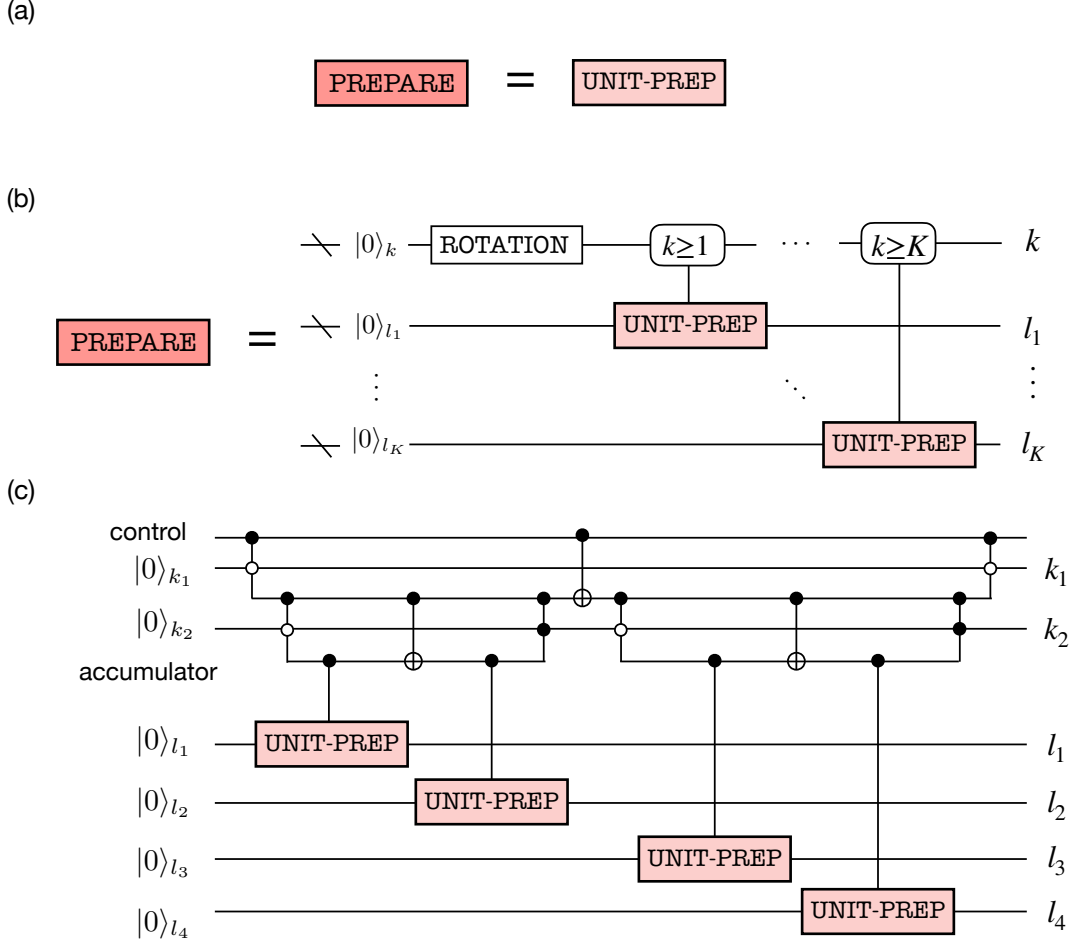 (a)
PREPARE = UNIT-PREP
(b)
|0⟩k ROTATION k≥1 ··· k≥K k
PREPARE = |0⟩l1 UNIT-PREP l1
⋮ ⋱ ⋮
|0⟩lK UNIT-PREP lK
(c)
control
|0⟩k1 k1
|0⟩k2 k2
accumulator
|0⟩l1 UNIT-PREP l1
|0⟩l2 UNIT-PREP l2
|0⟩l3 UNIT-PREP l3
|0⟩l4 UNIT-PREP l4